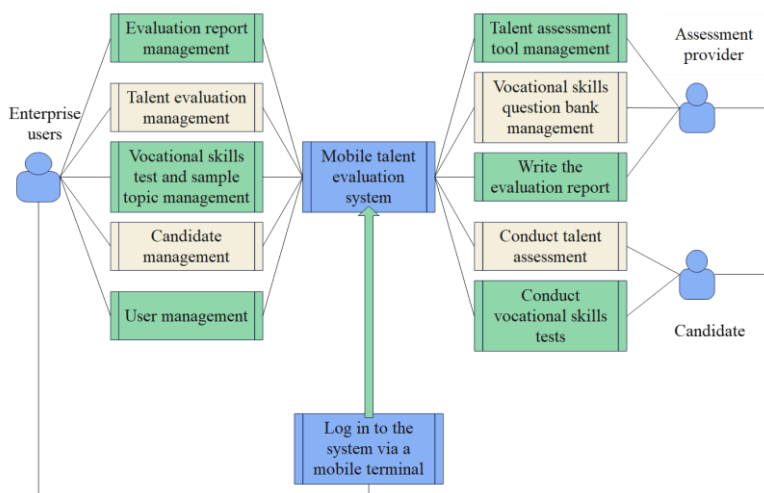 Enterprise
users
Evaluation report
management
Talent evaluation
management
Vocational skills
test and sample
topic management
Candidate
management
User management
Mobile talent
evaluation
system
Log in to the
system via a
mobile terminal
Talent assessment
tool management
Vocational skills
question bank
management
Write the
evaluation report
Conduct talent
assessment
Conduct
vocational skills
tests
Assessment
provider
Candidate